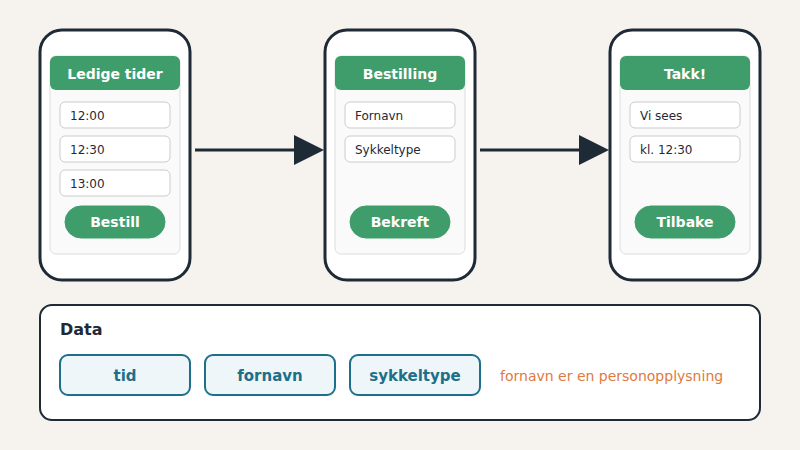 Ledige tider
12:00
12:30
13:00
Bestill
Bestilling
Fornavn
Sykkeltype
Bekreft
Takk!
Vi sees
kl. 12:30
Tilbake
Data
tid
fornavn
sykkeltype
fornavn er en personopplysning